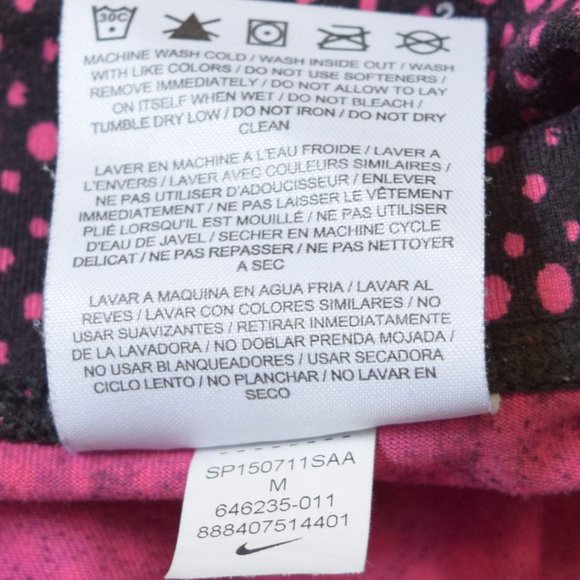 30C
MACHINE WASH COLD / WASH INSIDE OUT / WASH
WITH LIKE COLORS / DO NOT USE SOFTENERS /
REMOVE IMMEDIATELY / DO NOT ALLOW TO LAY
ON ITSELF WHEN WET / DO NOT BLEACH /
TUMBLE DRY LOW / DO NOT IRON / DO NOT DRY
CLEAN
LAVER EN MACHINE A L'EAU FROIDE / LAVER A
L'ENVERS / LAVER AVEC COULEURS SIMILAIRES /
NE PAS UTILISER D'ADOUCISSEUR / ENLEVER
IMMÉDIATEMENT / NE PAS LAISSER LE VÊTEMENT
PLIÉ LORSQU'IL EST MOUILLÉ / NE PAS UTILISER
D'EAU DE JAVEL / SECHER EN MACHINE CYCLE
DELICAT / NE PAS REPASSER / NE PAS NETTOYER
A SEC
LAVAR A MAQUINA EN AGUA FRIA / LAVAR AL
REVES / LAVAR CON COLORES SIMILARES / NO
USAR SUAVIZANTES / RETIRAR INMEDIATAMENTE
DE LA LAVADORA / NO DOBLAR PRENDA MOJADA /
NO USAR BLANQUEADORES / USAR SECADORA
CICLO LENTO / NO PLANCHAR / NO LAVAR EN
SECO
SP150711SAA
M
646235-011
888407514401